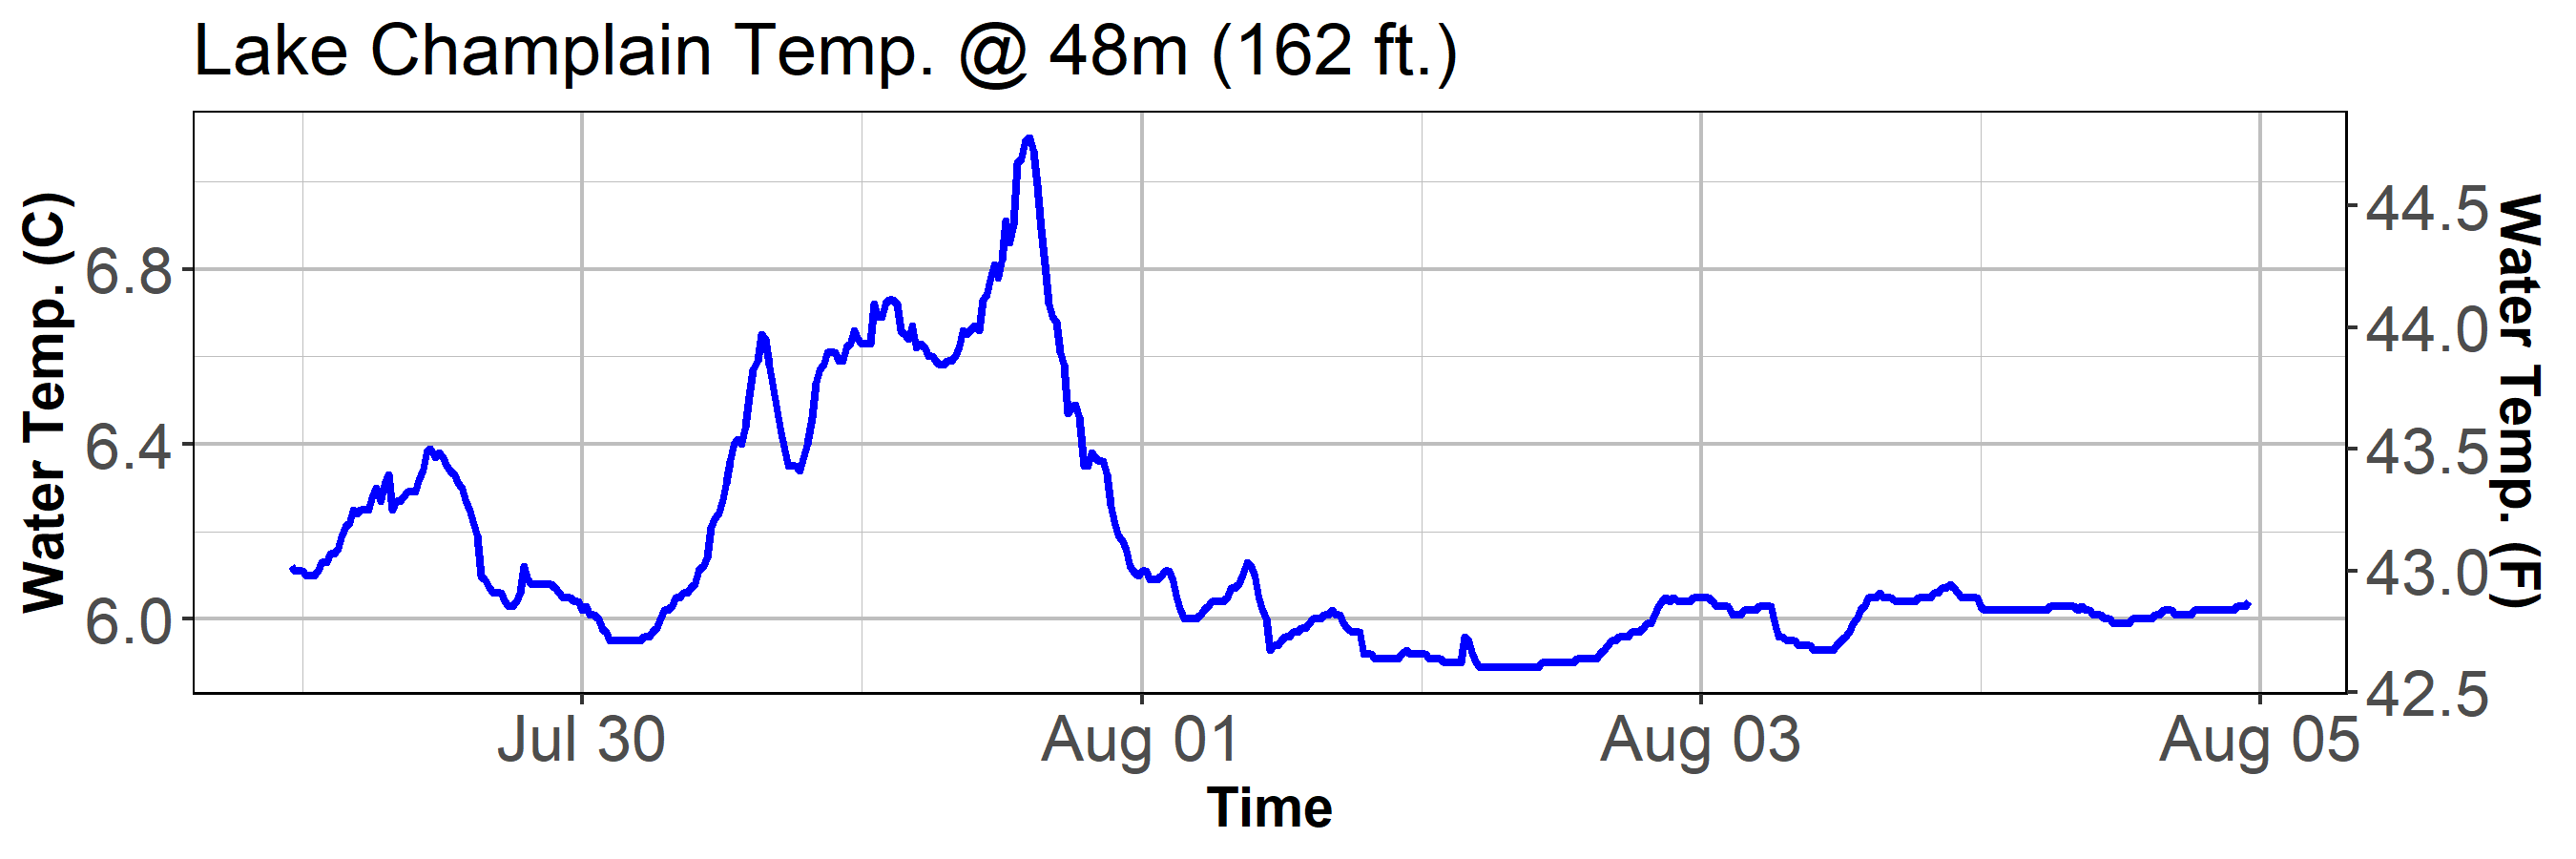 Lake Champlain Temp. @ 48m (162 ft.)
Water Temp. (C)
6.8
6.4
6.0
44.5
44.0
43.5
43.0
42.5
Water Temp. (F)
Jul 30
Aug 01
Aug 03
Aug 05
Time